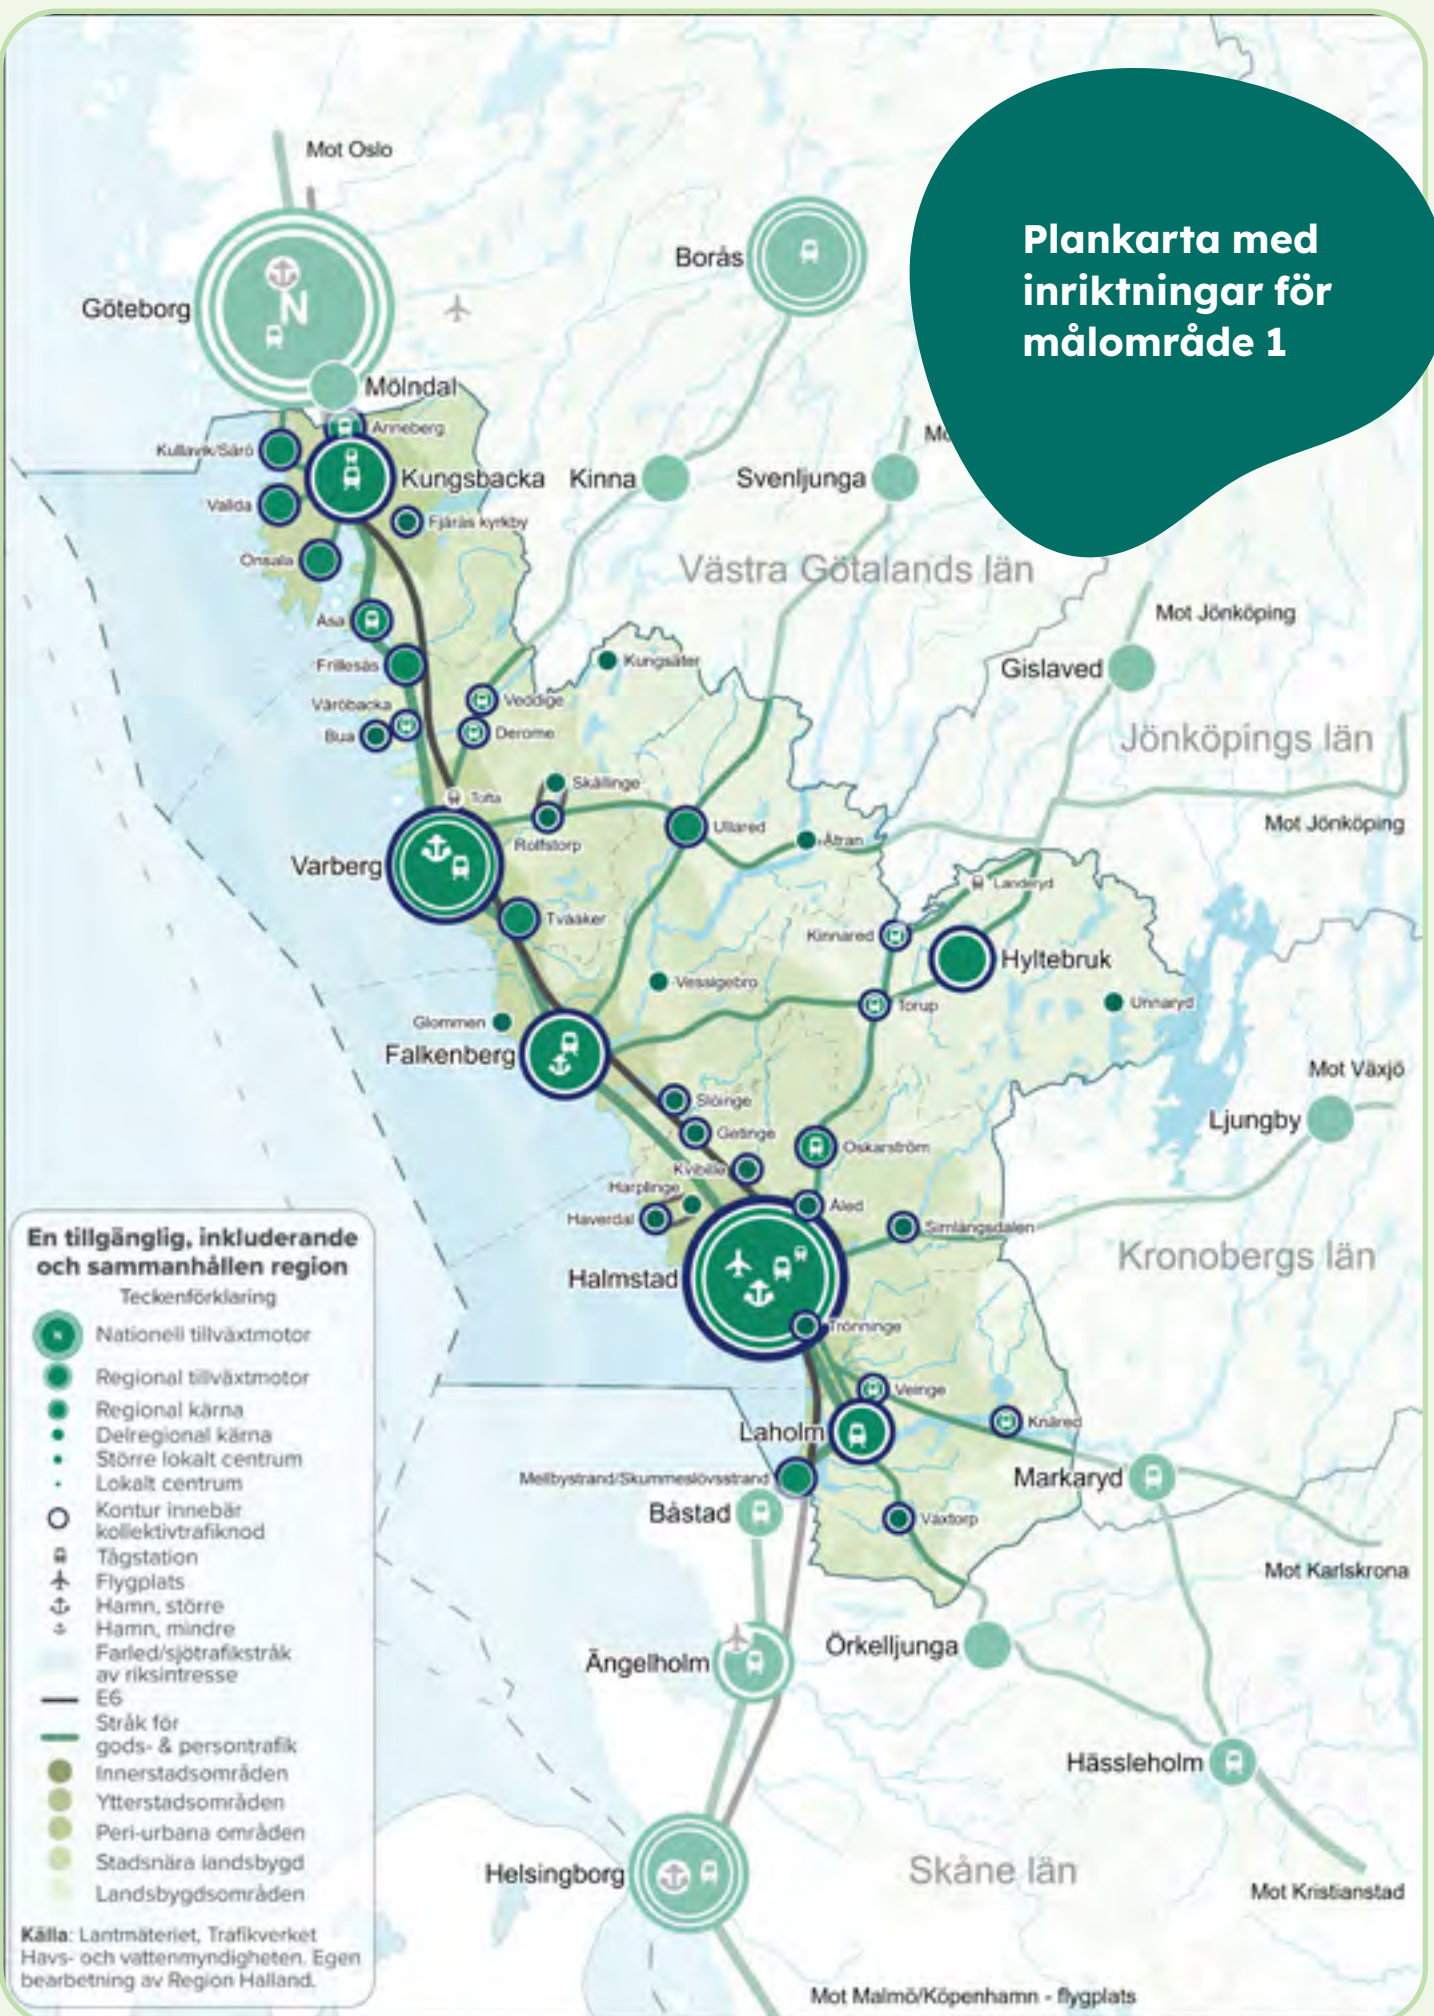 Plankarta med
inriktningar för
målområde 1
Mot Oslo
Borås
Göteborg
N
Mölndal
Anneberg
Kullavik/Särö
Kungsbacka
Kinna
Svenljunga
Vallda
Fjärås kyrkby
Onsala
Västra Götalands län
Mot Jönköping
Åsa
Frillesås
Kungsäter
Gislaved
Veddige
Väröbacka
Bua
Derome
Jönköpings län
Skällinge
Tofta
Rolfstorp
Ullared
Ätran
Mot Jönköping
Varberg
Landeryd
Tvååker
Kinnared
Hyltebruk
Vessigebro
Torup
Unnaryd
Glommen
Falkenberg
Mot Växjö
Slöinge
Ljungby
Getinge
Oskarström
Kvibille
Harplinge
Haverdal
Åled
Simlångsdalen
Kronobergs län
Halmstad
Trönninge
Veinge
Knäred
Laholm
Mellbystrand/Skummeslövsstrand
Markaryd
Båstad
Våxtorp
Mot Karlskrona
Örkelljunga
Ängelholm
Hässleholm
Helsingborg
Skåne län
Mot Kristianstad
Mot Malmö/Köpenhamn - flygplats
En tillgänglig, inkluderande
och sammanhållen region
Teckenförklaring
N
Nationell tillväxtmotor
Regional tillväxtmotor
Regional kärna
Delregional kärna
Större lokalt centrum
Lokalt centrum
Kontur innebär
kollektivtrafiknod
Tågstation
Flygplats
Hamn, större
Hamn, mindre
Farled/sjötrafikstråk
av riksintresse
E6
Stråk för
gods- & persontrafik
Innerstadsområden
Ytterstadsområden
Peri-urbana områden
Stadsnära landsbygd
Landsbygdsområden
Källa: Lantmäteriet, Trafikverket
Havs- och vattenmyndigheten. Egen
bearbetning av Region Halland.